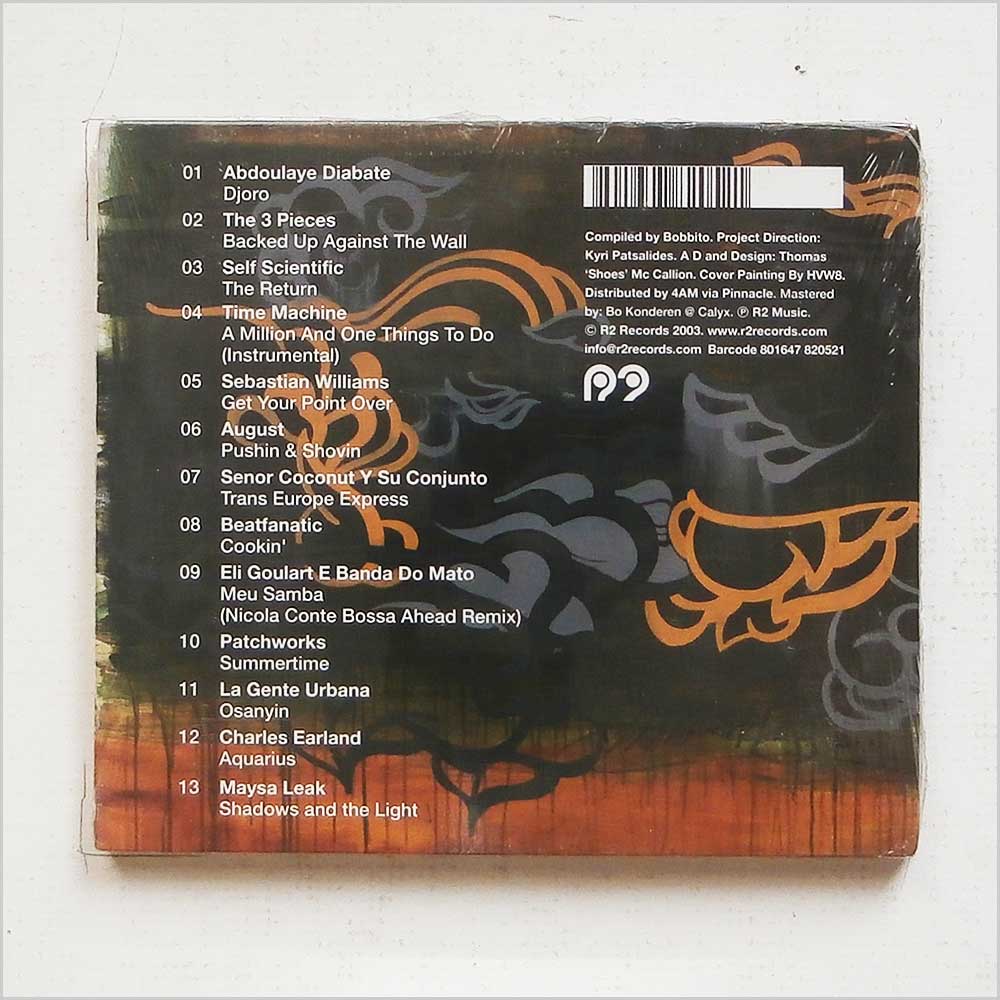 01 Abdoulaye Diabate
Djoro
02 The 3 Pieces
Backed Up Against The Wall
03 Self Scientific
The Return
04 Time Machine
A Million And One Things To Do
(Instrumental)
05 Sebastian Williams
Get Your Point Over
06 August
Pushin & Shovin
07 Senor Coconut Y Su Conjunto
Trans Europe Express
08 Beatfanatic
Cookin'
09 Eli Goulart E Banda Do Mato
Meu Samba
(Nicola Conte Bossa Ahead Remix)
10 Patchworks
Summertime
11 La Gente Urbana
Osanyin
12 Charles Earland
Aquarius
13 Maysa Leak
Shadows and the Light
Compiled by Bobbito. Project Direction:
Kyri Patsalides. A D and Design: Thomas
'Shoes' Mc Callion. Cover Painting By HVW8.
Distributed by 4AM via Pinnacle. Mastered
by: Bo Konderen @ Calyx. ℗ R2 Music.
© R2 Records 2003. www.r2records.com
info@r2records.com Barcode 801647 820521
R2